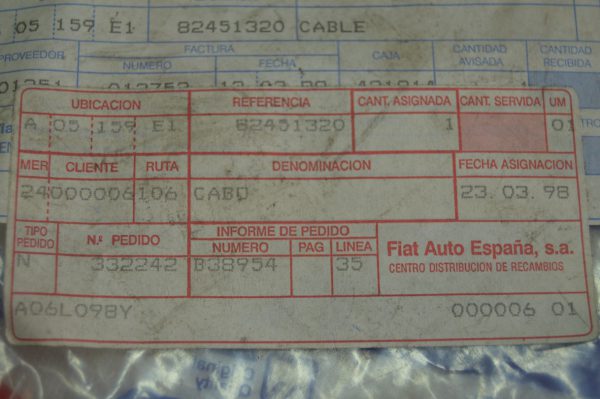 05 159 E1 82451320 CABLE
PROVEEDOR FACTURA CAJA CANTIDAD AVISADA CANTIDAD RECIBIDA
NUMERO FECHA
UBICACION REFERENCIA CANT. ASIGNADA CANT. SERVIDA UM
A 05 159 E1 82451320 1 01
MER CLIENTE RUTA DENOMINACION FECHA ASIGNACION
24 0000006 106 CABO 23. 03. 98
TIPO PEDIDO N.º PEDIDO INFORME DE PEDIDO
NUMERO PAG LINEA
N 332242 B38954 35
Fiat Auto España, s.a.
CENTRO DISTRIBUCION DE RECAMBIOS
A06L098Y 000006 01